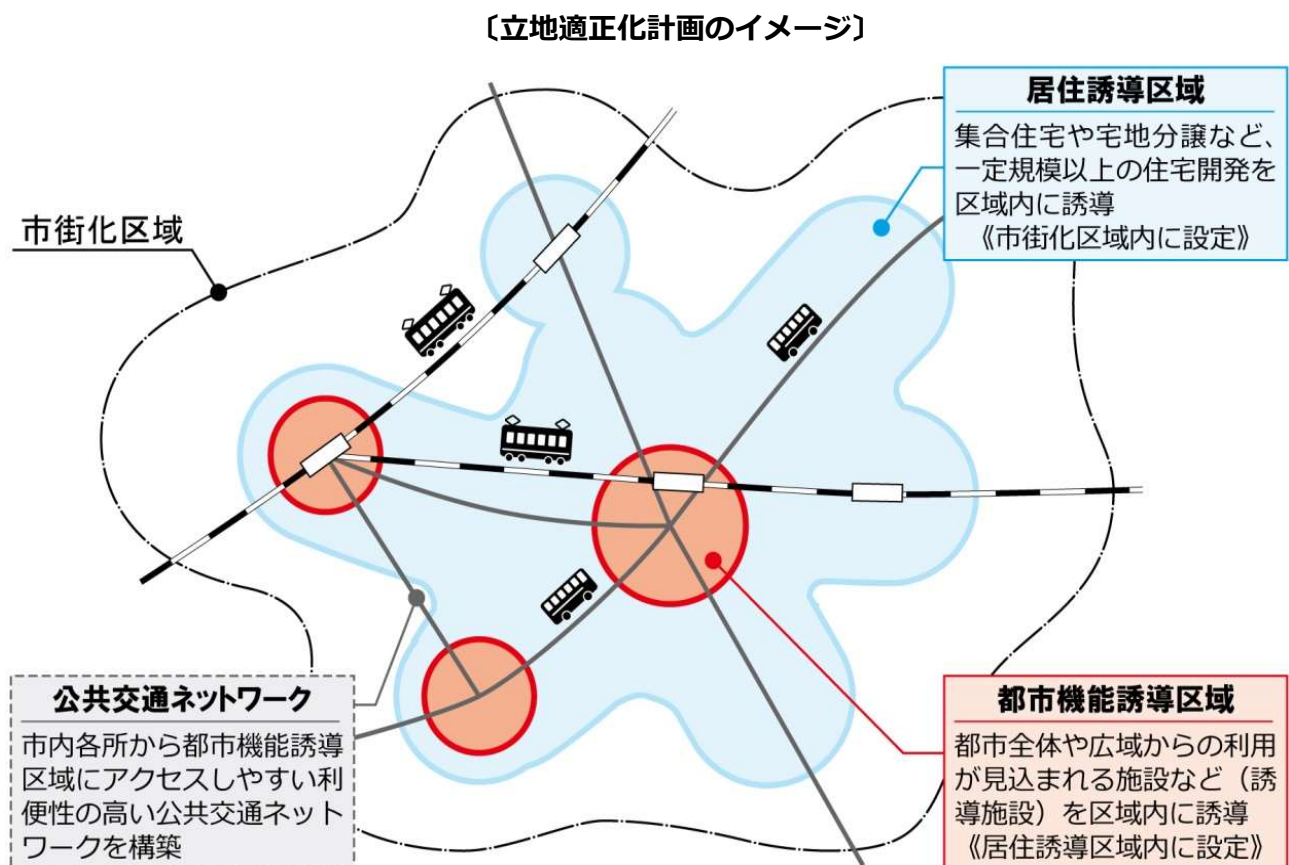 〔立地適正化計画のイメージ〕
居住誘導区域
集合住宅や宅地分譲など、
一定規模以上の住宅開発を
区域内に誘導
《市街化区域内に設定》
市街化区域
公共交通ネットワーク
市内各所から都市機能誘導
区域にアクセスしやすい利
便性の高い公共交通ネット
ワークを構築
都市機能誘導区域
都市全体や広域からの利用
が見込まれる施設など（誘
導施設）を区域内に誘導
《居住誘導区域内に設定》